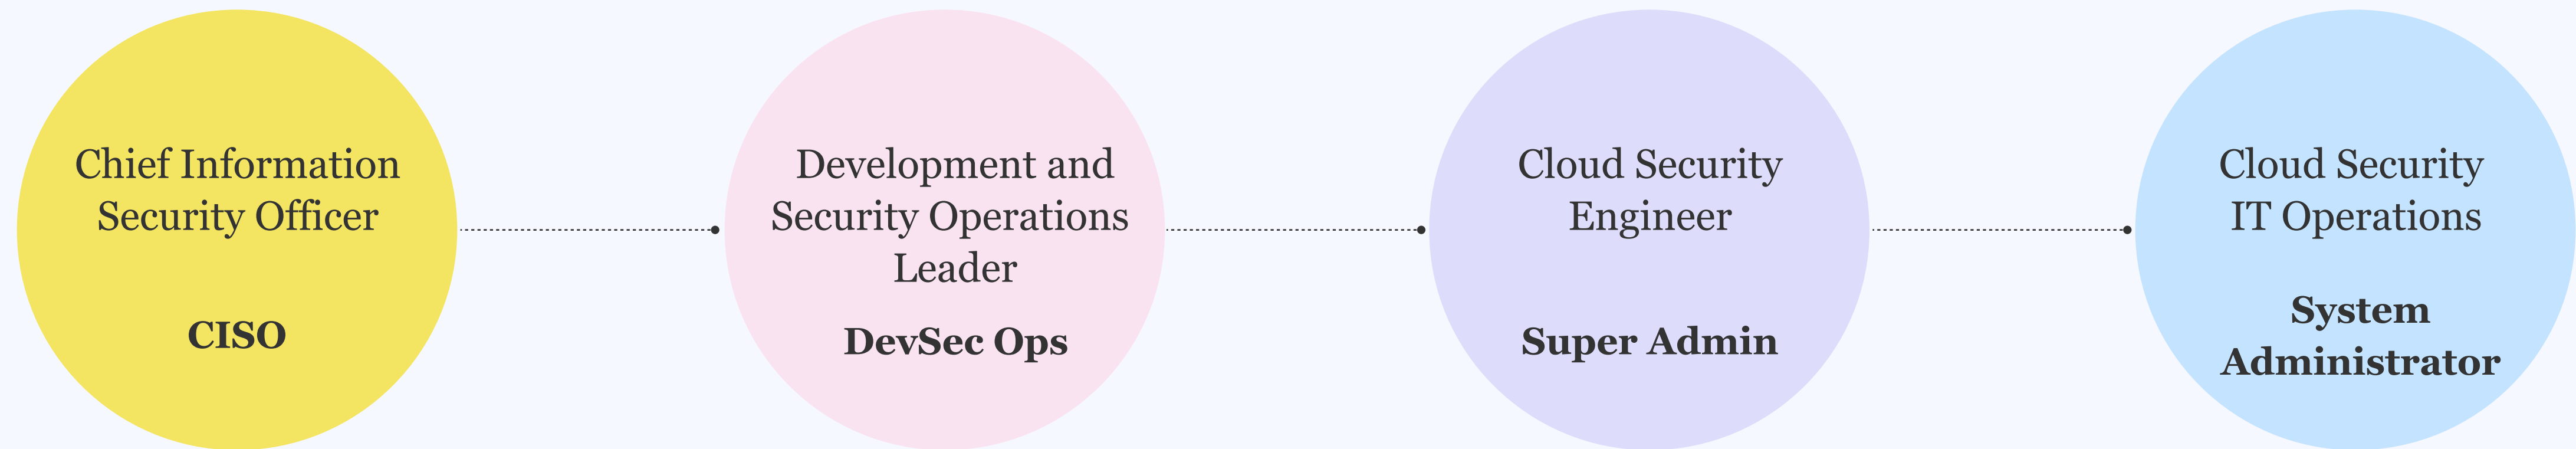 Chief Information
Security Officer
CISO
Development and
Security Operations
Leader
DevSec Ops
Cloud Security
Engineer
Super Admin
Cloud Security
IT Operations
System
Administrator